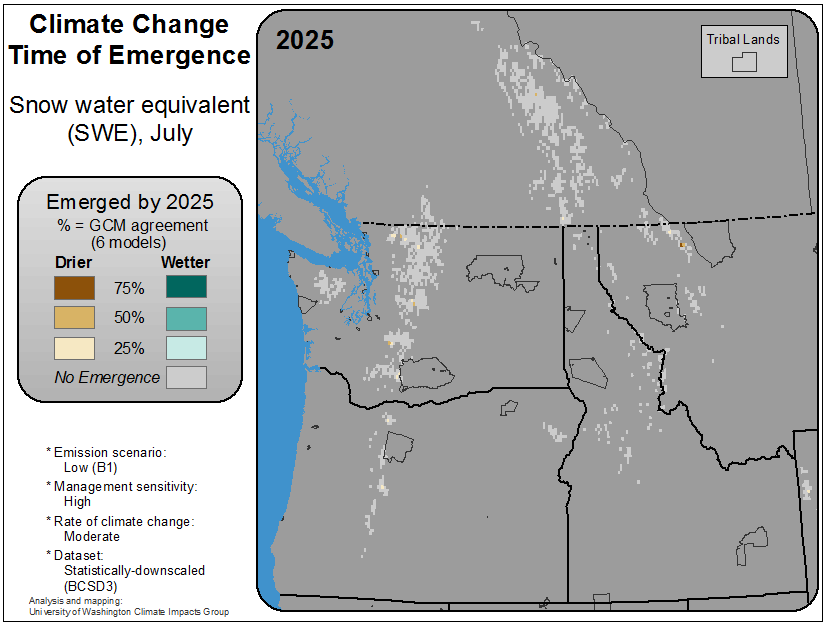 Climate Change
Time of Emergence
Snow water equivalent
(SWE), July
Emerged by 2025
% = GCM agreement
(6 models)
Drier Wetter
75%
50%
25%
No Emergence
* Emission scenario:
Low (B1)
* Management sensitivity:
High
* Rate of climate change:
Moderate
* Dataset:
Statistically-downscaled
(BCSD3)
Analysis and mapping:
University of Washington Climate Impacts Group
2025
Tribal Lands